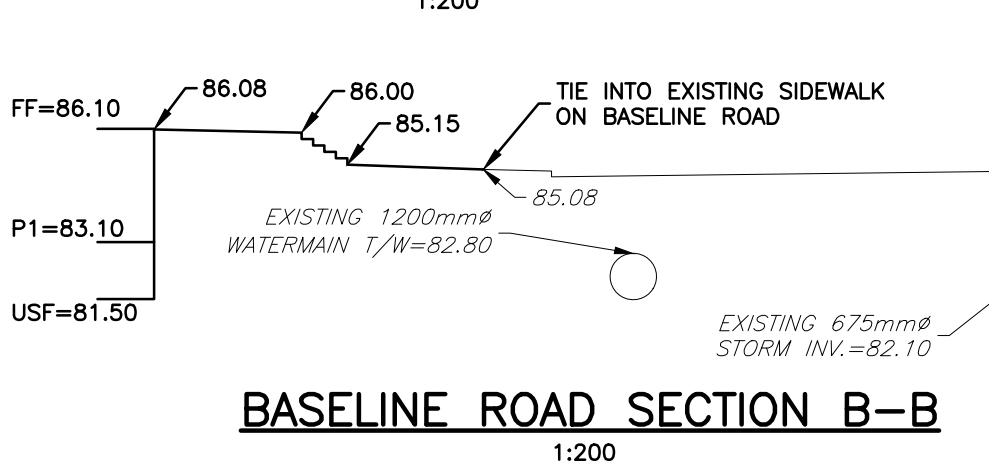 1:200
86.08
86.00
TIE INTO EXISTING SIDEWALK
ON BASELINE ROAD
FF=86.10
85.15
85.08
EXISTING 1200mmø
WATERMAIN T/W=82.80
P1=83.10
USF=81.50
EXISTING 675mmø
STORM INV.=82.10
BASELINE ROAD SECTION B-B
1:200